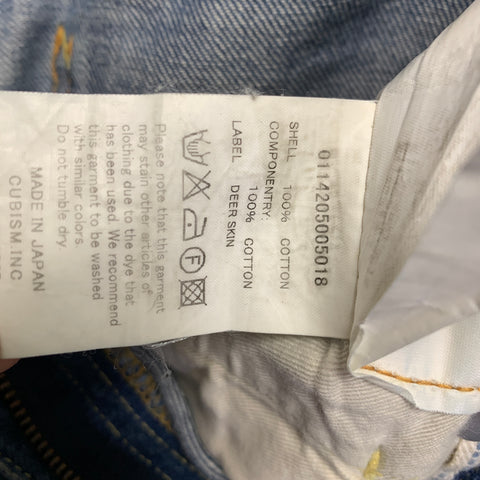 0114205005018
SHELL 100% COTTON
COMPONENTRY:
100% COTTON
LABEL DEER SKIN
F
Please note that this garment
may stain other articles of
clothing due to the dye that
has been used. We recommend
this garment to be washed
with similar colors.
Do not tumble dry.
MADE IN JAPAN
CUBISM.INC